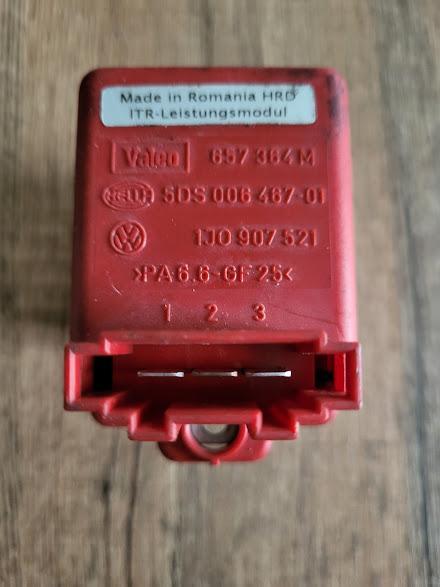 Made in Romania HRD
ITR-Leistungsmodul
Valeo 657 364 M
HELLA 5DS 006 467-01
VW 1J0 907 521
>PA 6.6-GF 25<
1 2 3